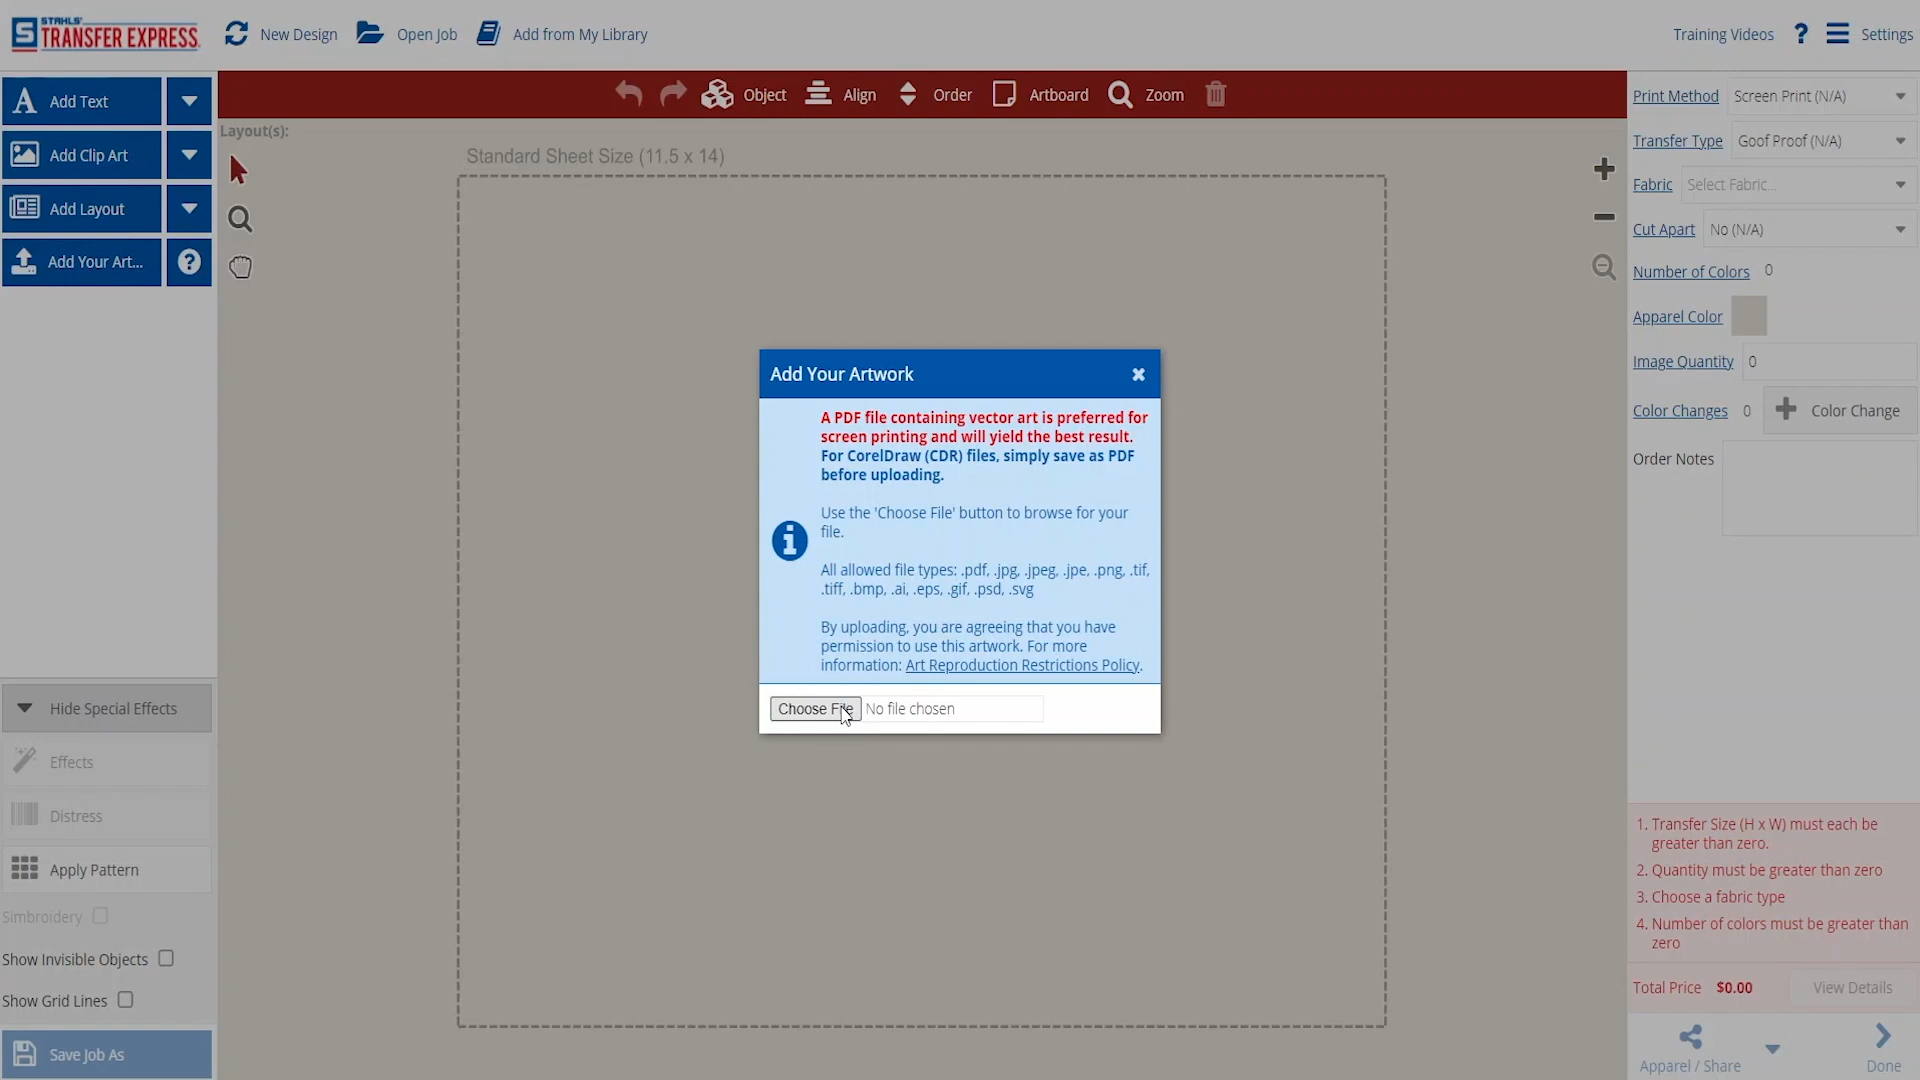 STAHLS'
TRANSFER EXPRESS
New Design
Open Job
Add from My Library
Training Videos
?
Settings
Add Text
Add Clip Art
Add Layout
Add Your Art...
?
Object
Align
Order
Artboard
Zoom
Layout(s):
Standard Sheet Size (11.5 x 14)
Add Your Artwork
A PDF file containing vector art is preferred for
screen printing and will yield the best result.
For CorelDraw (CDR) files, simply save as PDF
before uploading.
Use the 'Choose File' button to browse for your
file.
All allowed file types: .pdf, .jpg, .jpeg, .jpe, .png, .tif,
.tiff, .bmp, .ai, .eps, .gif, .psd, .svg
By uploading, you are agreeing that you have
permission to use this artwork. For more
information: Art Reproduction Restrictions Policy.
Choose File No file chosen
Print Method Screen Print (N/A)
Transfer Type Goof Proof (N/A)
Fabric Select Fabric...
Cut Apart No (N/A)
Number of Colors 0
Apparel Color
Image Quantity 0
Color Changes 0 Color Change
Order Notes
Hide Special Effects
Effects
Distress
Apply Pattern
Simbroidery
Show Invisible Objects
Show Grid Lines
Save Job As
1. Transfer Size (H x W) must each be
greater than zero.
2. Quantity must be greater than zero
3. Choose a fabric type
4. Number of colors must be greater than
zero
Total Price $0.00 View Details
Apparel / Share
Done